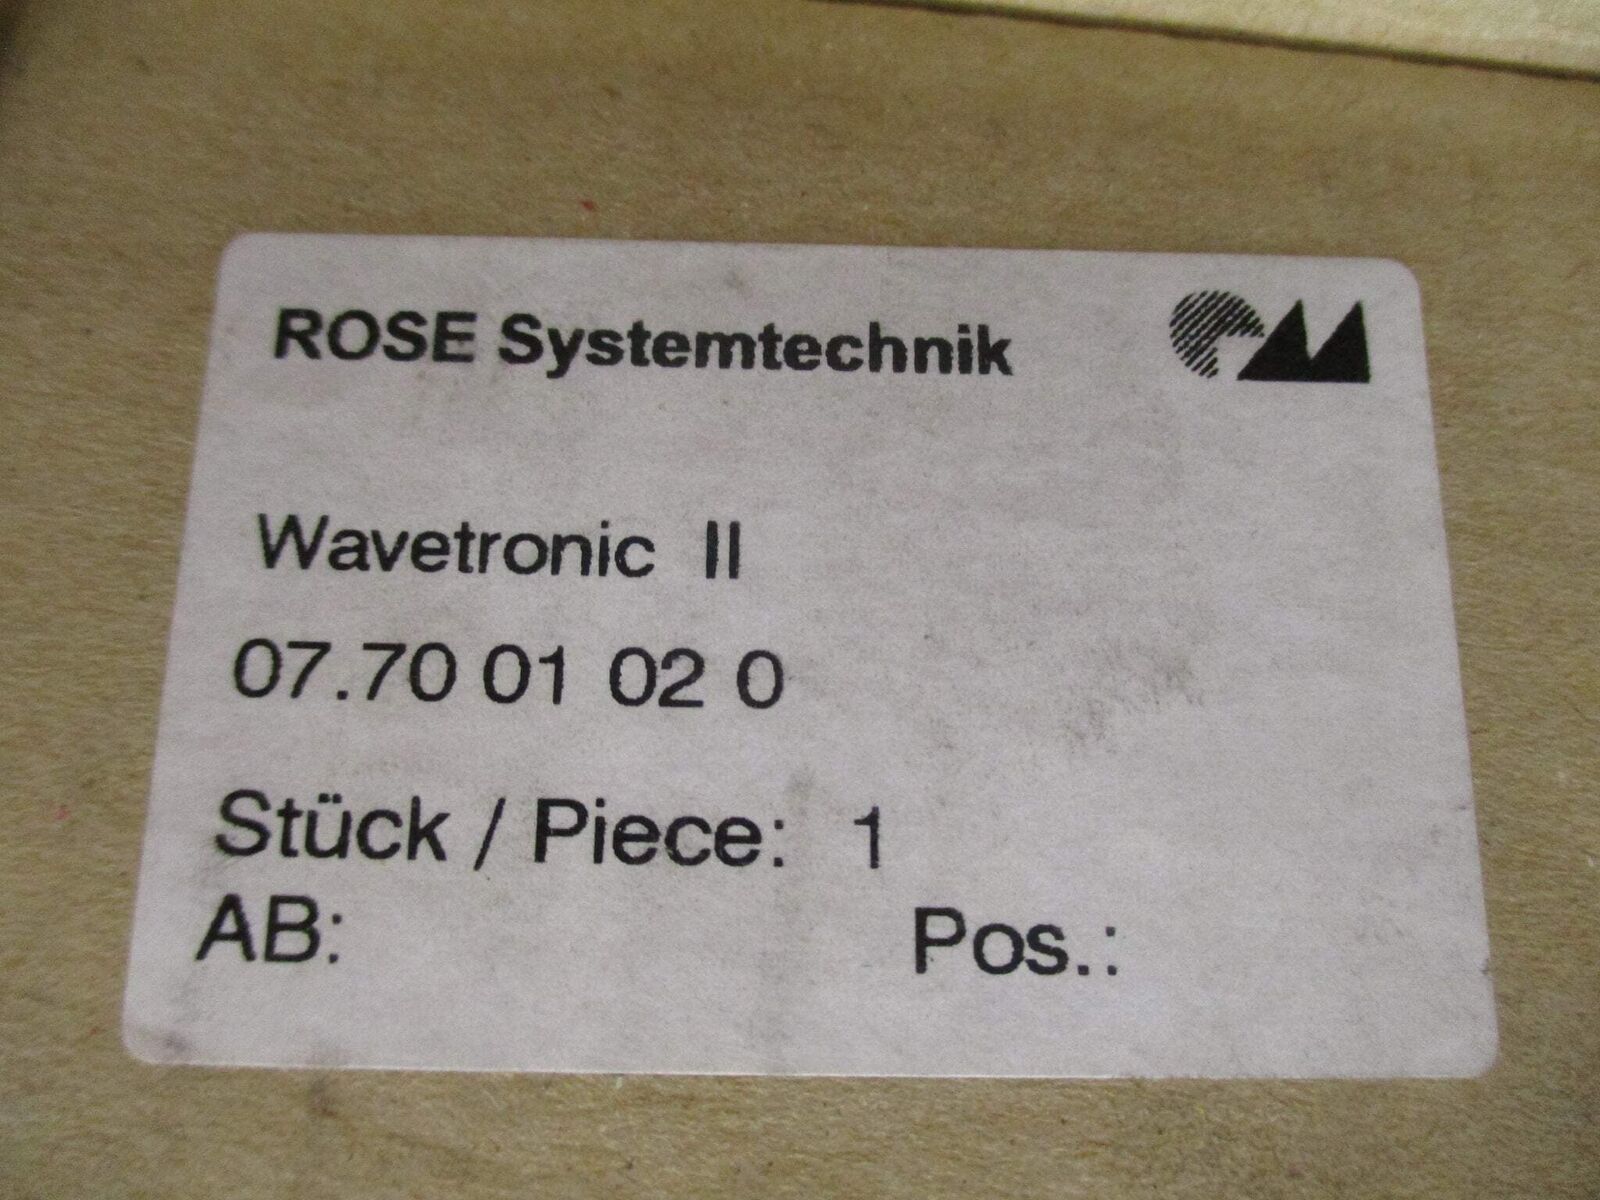 ROSE Systemtechnik
Wavetronic II
07.70 01 02 0
Stück / Piece: 1
AB: Pos.: